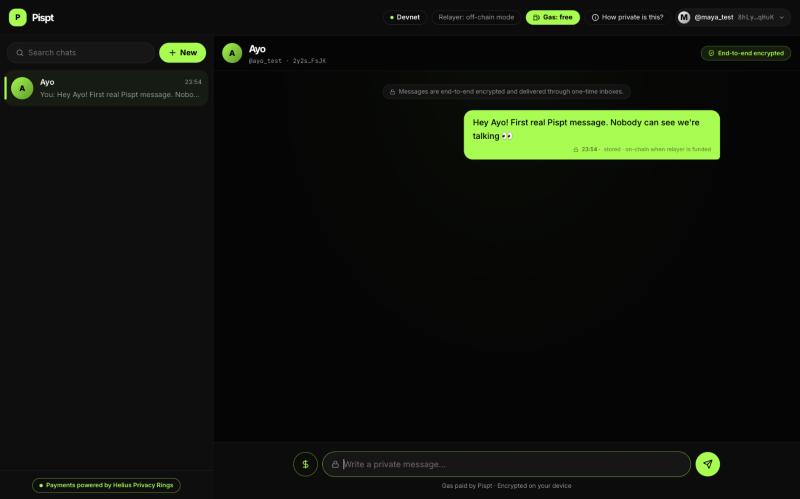 P Pispt
Devnet
Relayer: off-chain mode
Gas: free
How private is this?
M @maya_test 8hLy…qHuK
Search chats
New
A Ayo 23:54
You: Hey Ayo! First real Pispt message. Nobo...
A Ayo
@ayo_test · 2y2s…FsJK
End-to-end encrypted
Messages are end-to-end encrypted and delivered through one-time inboxes.
Hey Ayo! First real Pispt message. Nobody can see we're
talking 👀
23:54 · stored · on-chain when relayer is funded
$ Write a private message...
Gas paid by Pispt · Encrypted on your device
Payments powered by Helius Privacy Rings